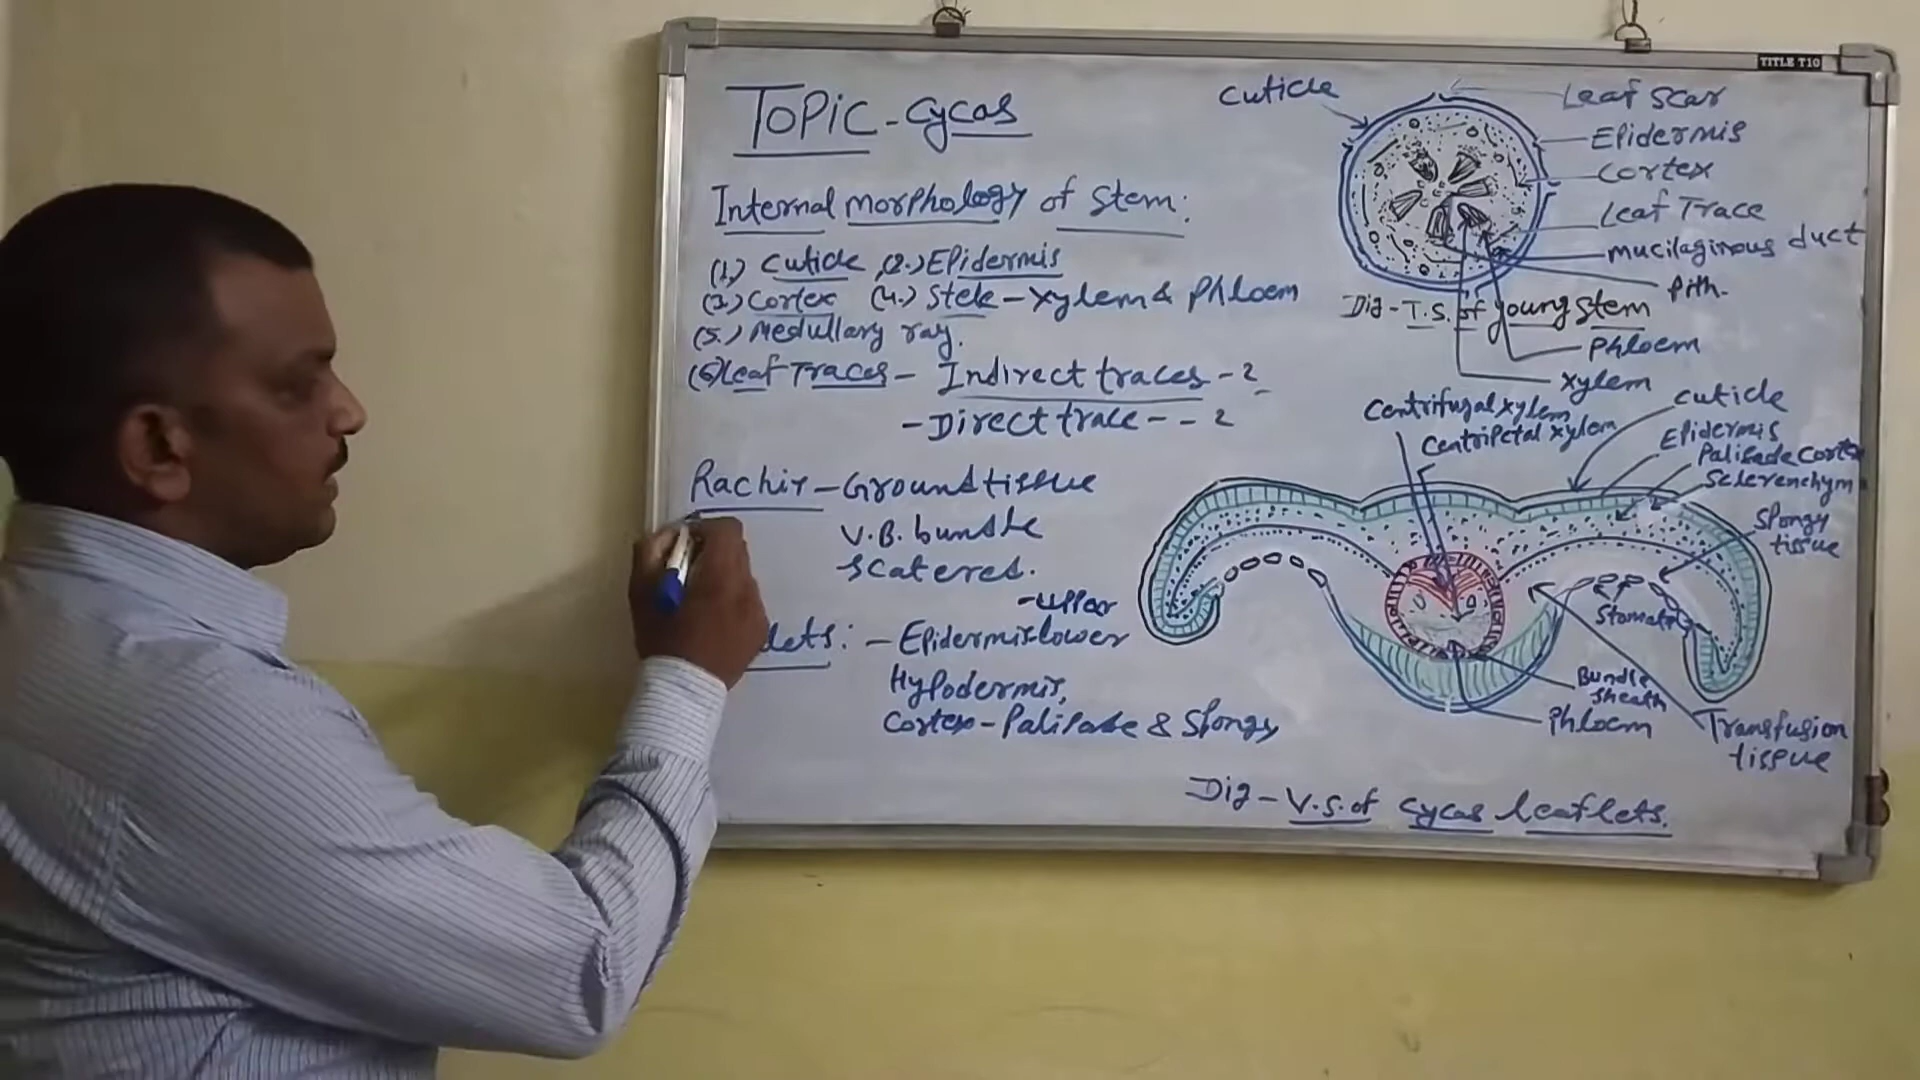 TITLE T10
TOPIC - Cycas
Internal morphology of stem:
(1.) Cuticle, (2.) Epidermis
(3.) Cortex (4.) Stele - Xylem & Phloem
(5.) Medullary ray.
(6) Leaf Traces - Indirect traces - 2
- Direct trace - - 2
Rachis - Ground tissue
V.B. bundle
Scatered.
- Uppar
lets: - Epidermis lower
Hypodermis,
Cortex - Palisade & Spongy
Cuticle
Leaf Scar
Epidermis
Cortex
Leaf Trace
mucilaginous duct
Pith.
Dig - T.S. of young stem
Phloem
Xylem
Centrifugal xylem
Centripetal xylem
Cuticle
Epidermis
Palisade Cortex
Sclerenchym
Spongy
tissue
Stomata
Bundle
Sheath
Phloem
Transfusion
tissue
Dig - V.S. of Cycas leaflets.